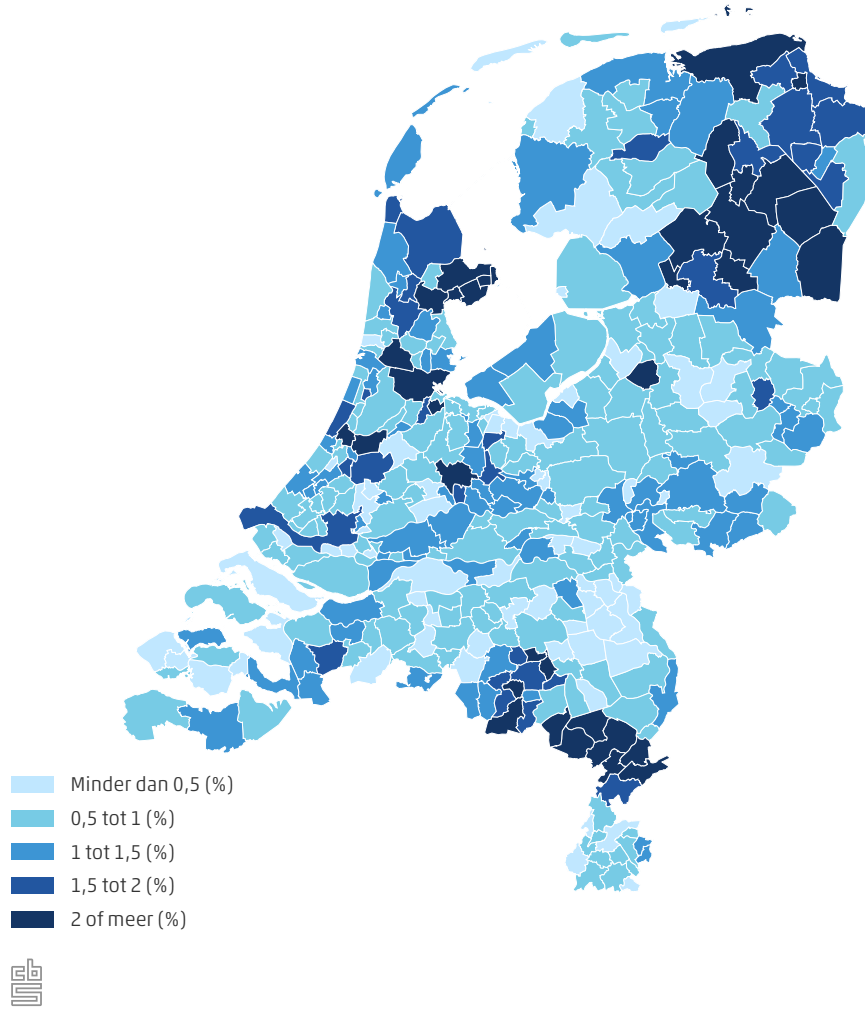 Minder dan 0,5 (%)
0,5 tot 1 (%)
1 tot 1,5 (%)
1,5 tot 2 (%)
2 of meer (%)
cbs